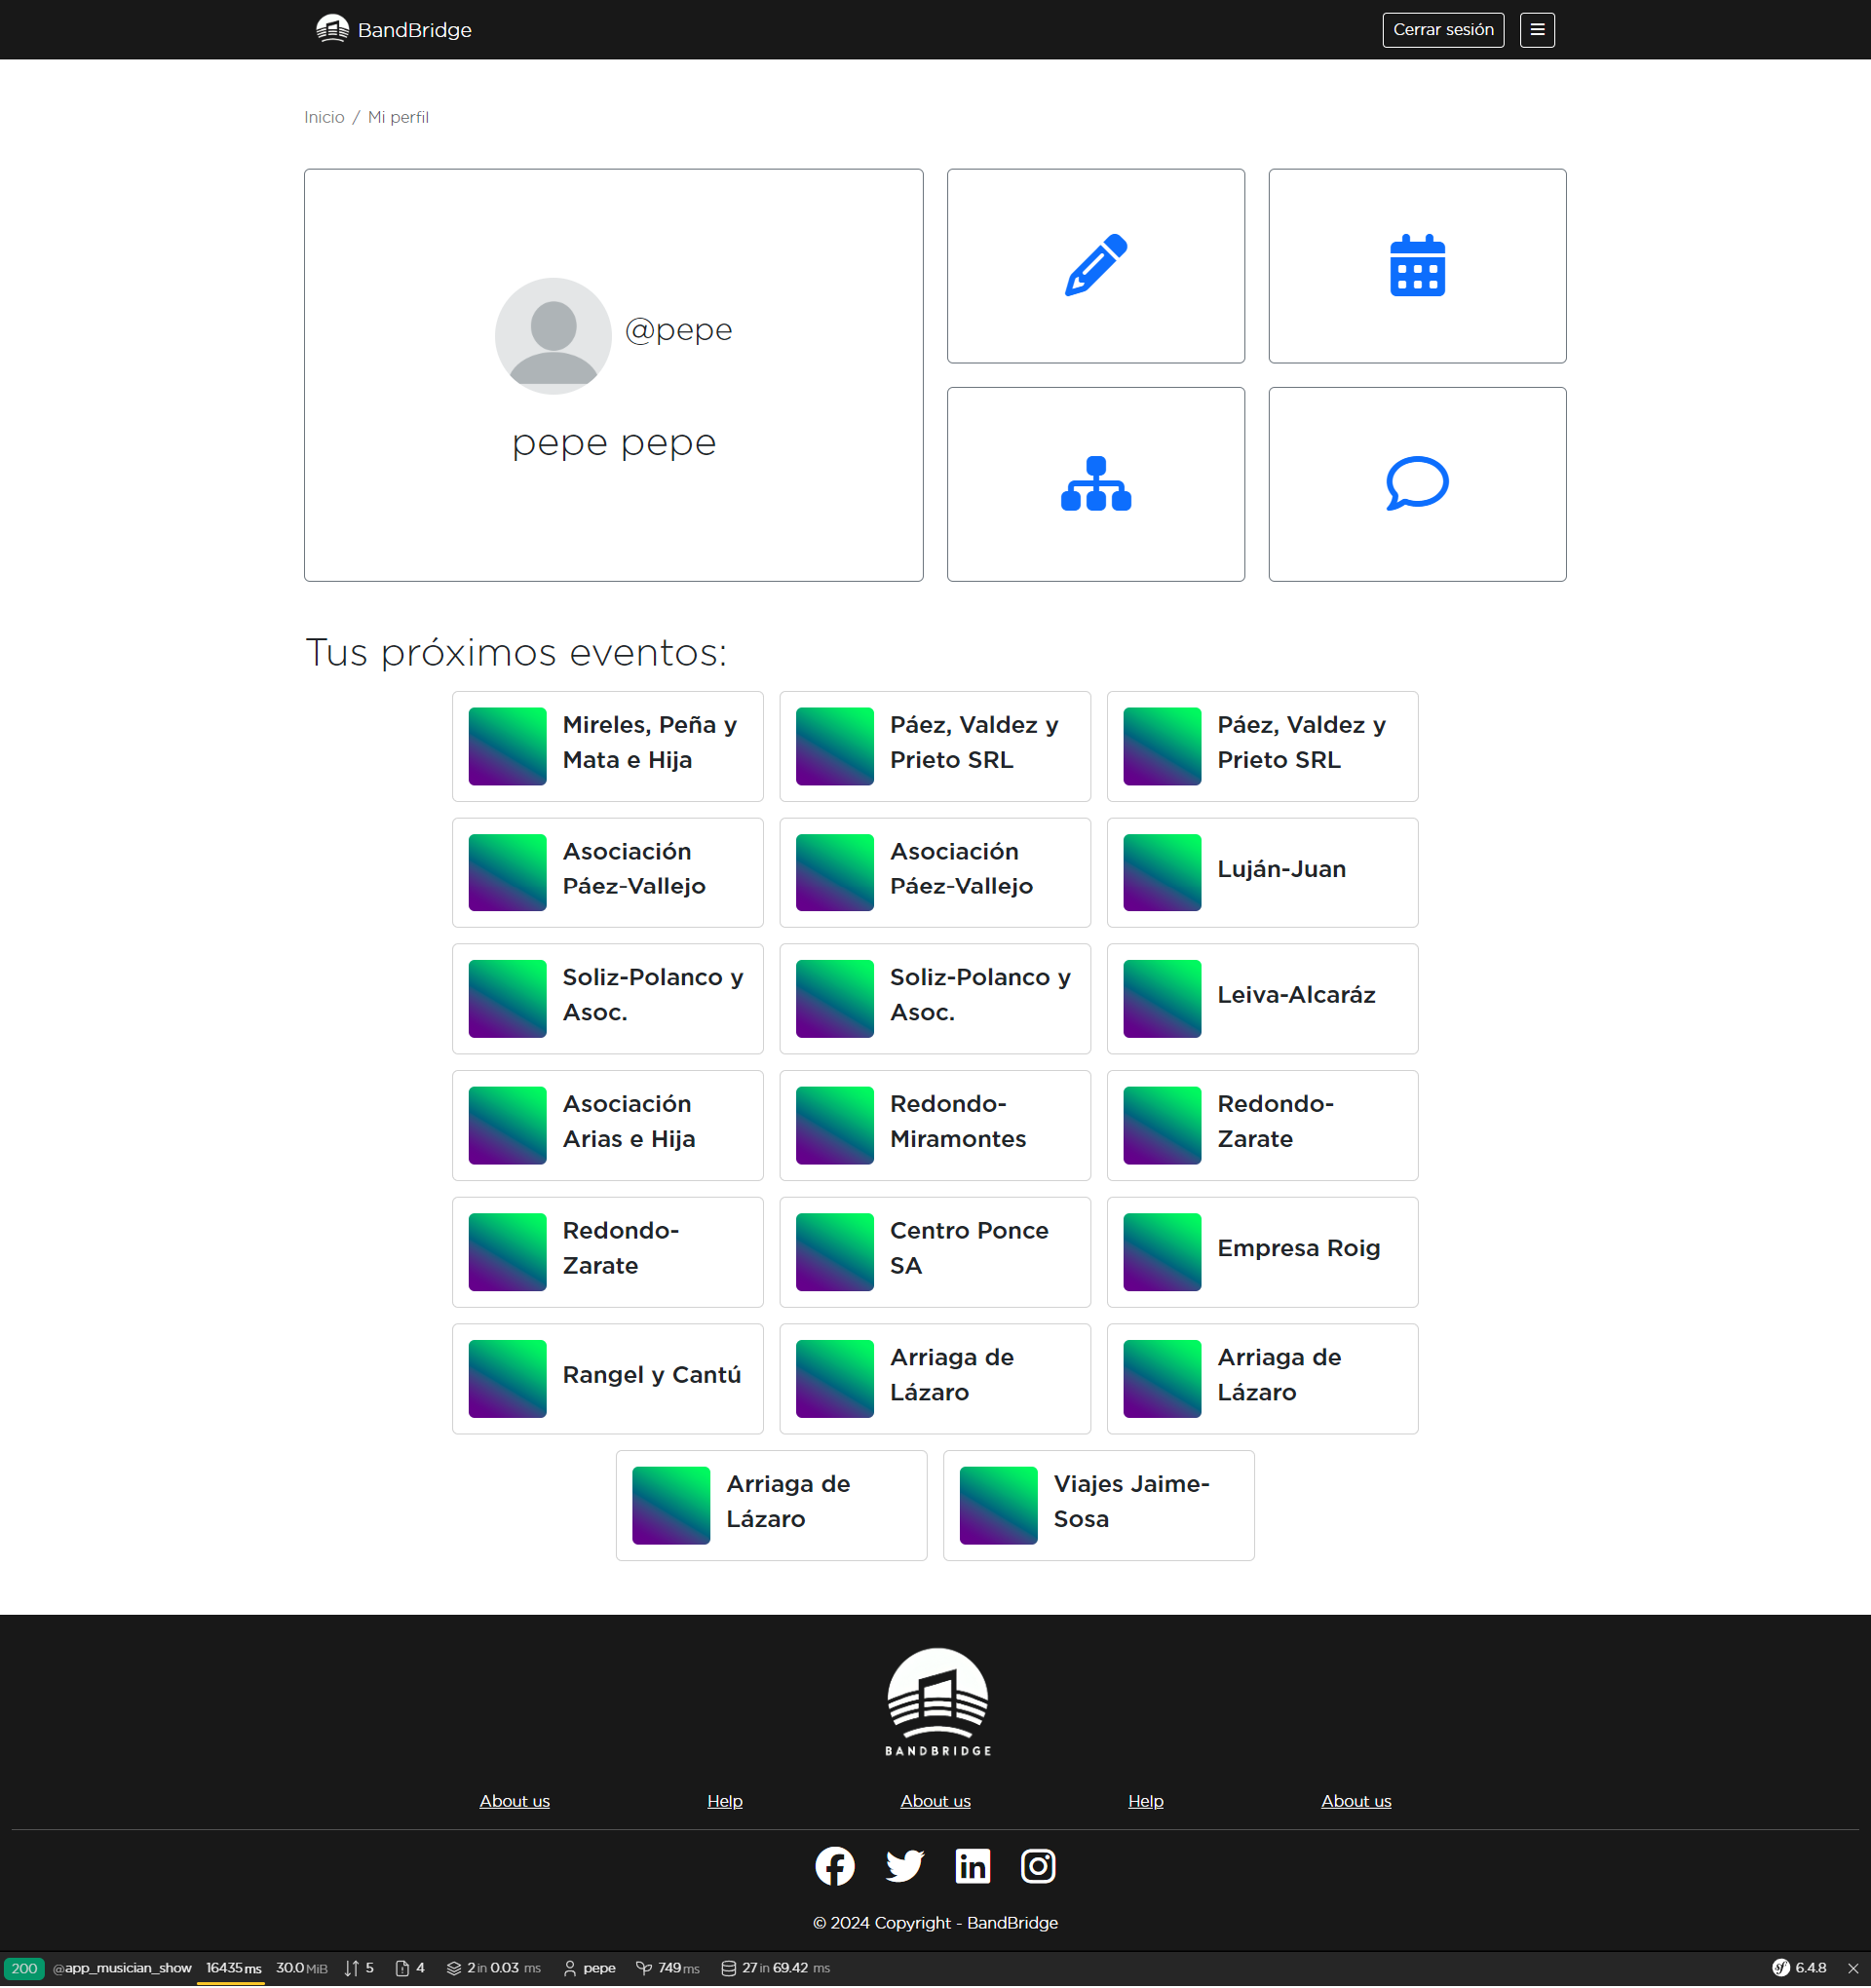 BandBridge
Cerrar sesión
Inicio / Mi perfil
@pepe
pepe pepe
Tus próximos eventos:
Mireles, Peña y
Mata e Hija
Páez, Valdez y
Prieto SRL
Páez, Valdez y
Prieto SRL
Asociación
Páez-Vallejo
Asociación
Páez-Vallejo
Luján-Juan
Soliz-Polanco y
Asoc.
Soliz-Polanco y
Asoc.
Leiva-Alcaráz
Asociación
Arias e Hija
Redondo-
Miramontes
Redondo-
Zarate
Redondo-
Zarate
Centro Ponce
SA
Empresa Roig
Rangel y Cantú
Arriaga de
Lázaro
Arriaga de
Lázaro
Arriaga de
Lázaro
Viajes Jaime-
Sosa
BANDBRIDGE
About us Help About us Help About us
© 2024 Copyright - BandBridge
200 @app_musician_show 16435 ms 30.0 MiB 5 4 2 in 0.03 ms pepe 749 ms 27 in 69.42 ms sf 6.4.8